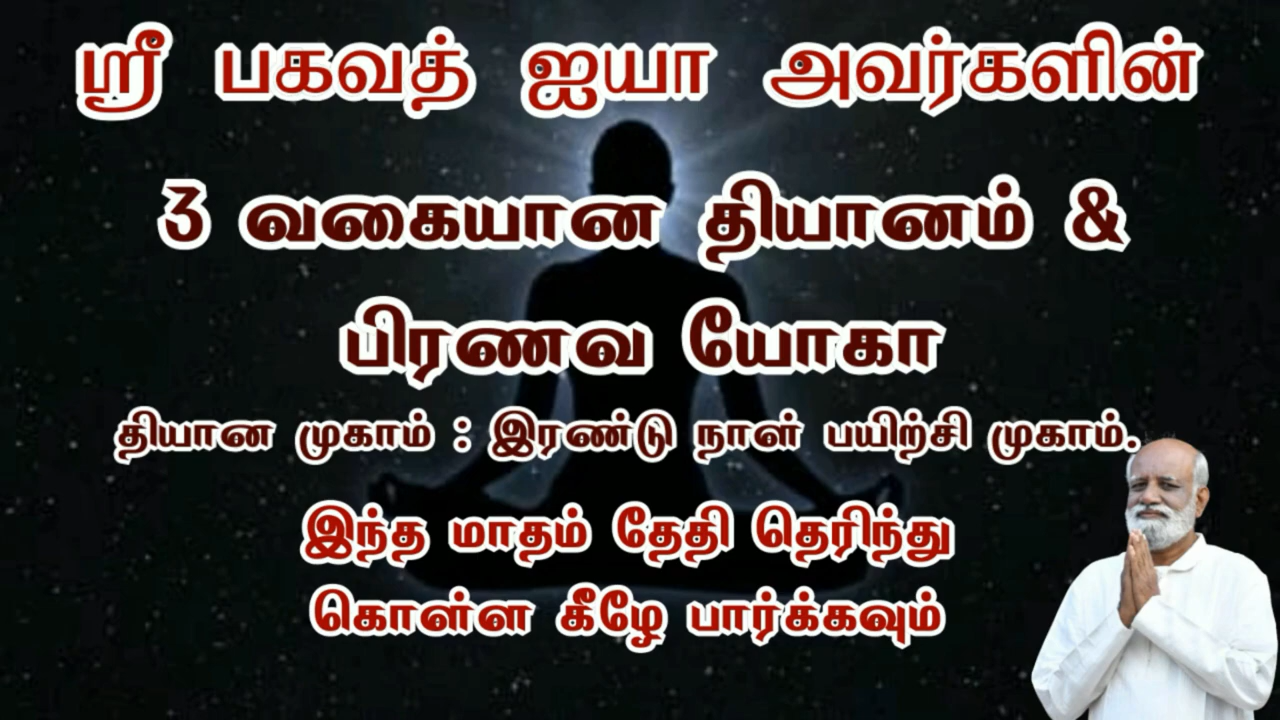 ஸ்ரீ பகவத் ஐயா அவர்களின்
3 வகையான தியானம் &
பிரணவ யோகா
தியான முகாம் : இரண்டு நாள் பயிற்சி முகாம்.
இந்த மாதம் தேதி தெரிந்து
கொள்ள கீழே பார்க்கவும்